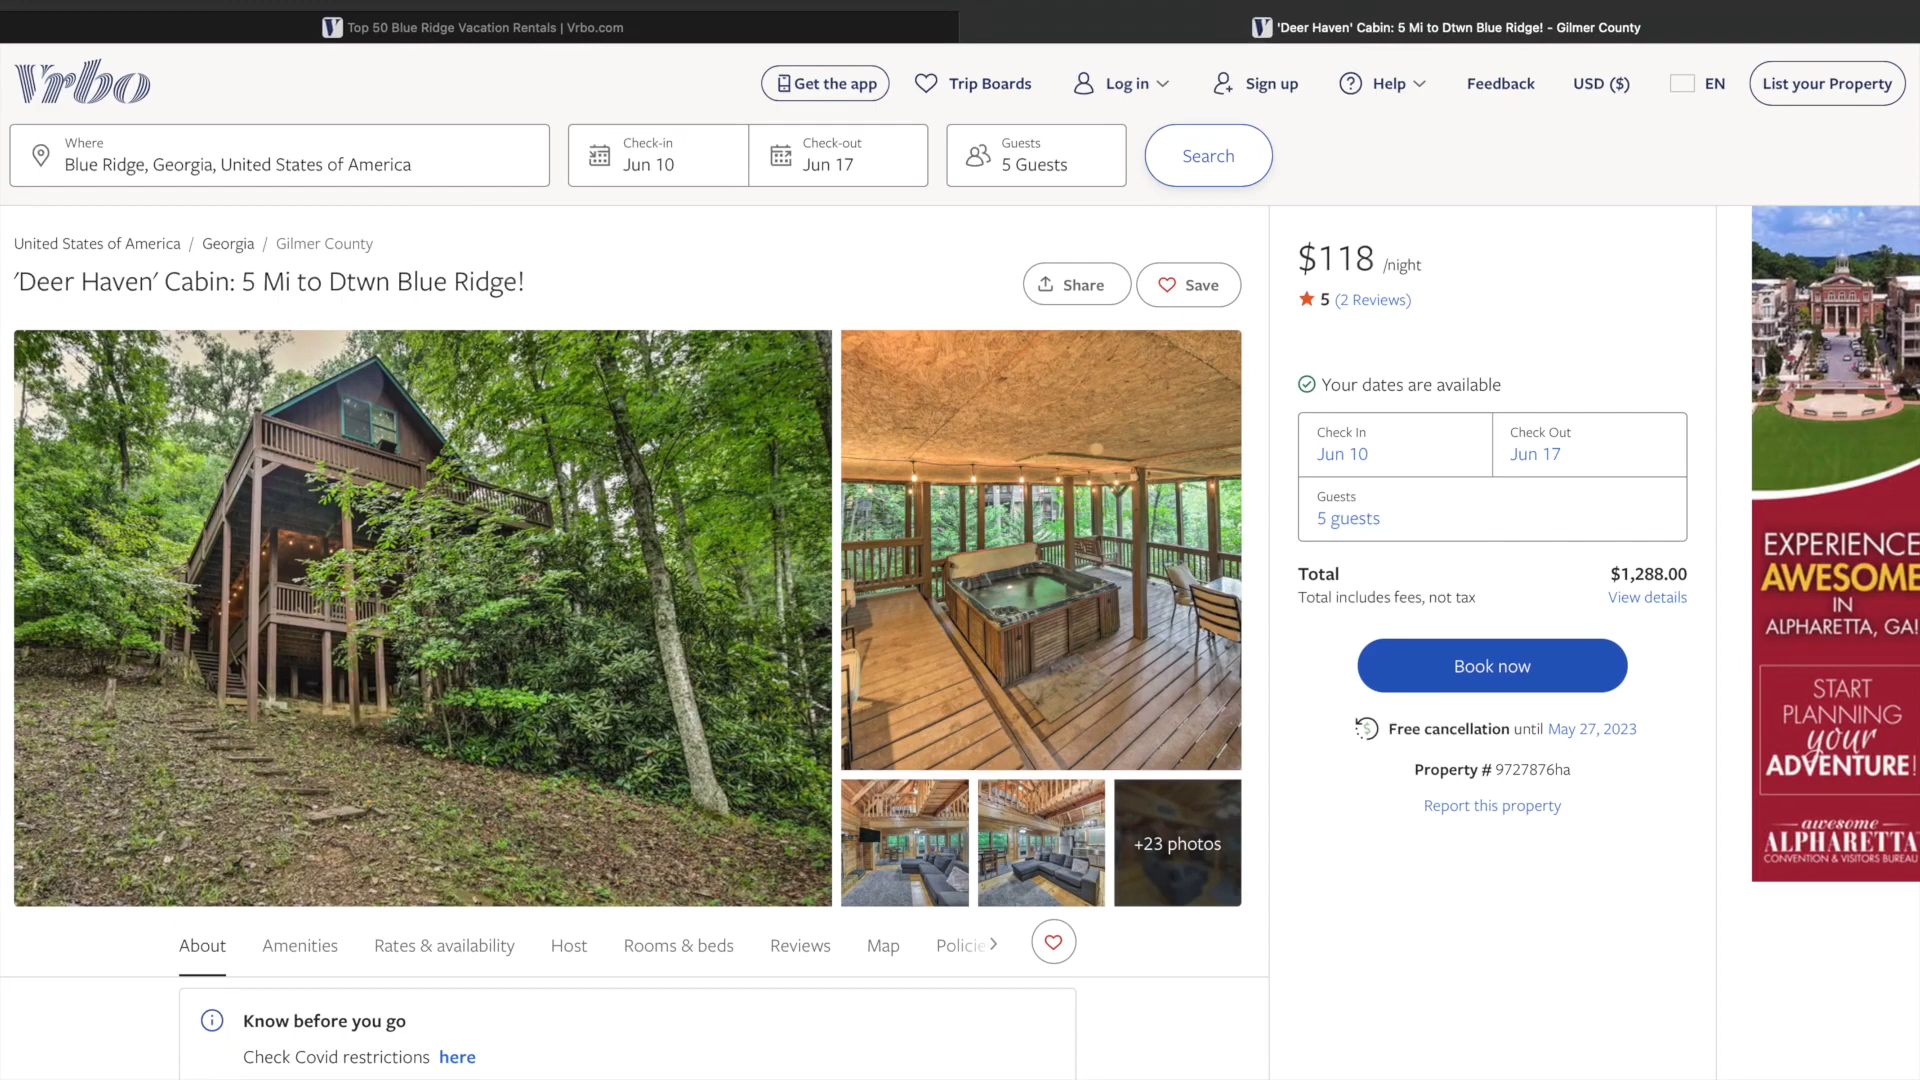 Top 50 Blue Ridge Vacation Rentals | Vrbo.com
'Deer Haven' Cabin: 5 Mi to Dtwn Blue Ridge! - Gilmer County
Vrbo
Get the app
Trip Boards
Log in
Sign up
Help
Feedback
USD ($)
EN
List your Property
Where
Blue Ridge, Georgia, United States of America
Check-in
Jun 10
Check-out
Jun 17
Guests
5 Guests
Search
United States of America / Georgia / Gilmer County
'Deer Haven' Cabin: 5 Mi to Dtwn Blue Ridge!
Share
Save
+23 photos
$118 /night
5 (2 Reviews)
Your dates are available
Check In
Jun 10
Check Out
Jun 17
Guests
5 guests
Total $1,288.00
Total includes fees, not tax View details
Book now
Free cancellation until May 27, 2023
Property # 9727876ha
Report this property
EXPERIENCE
AWESOME
IN
ALPHARETTA, GA!
START
PLANNING
your
ADVENTURE!
awesome
ALPHARETTA
CONVENTION & VISITORS BUREAU
About
Amenities
Rates & availability
Host
Rooms & beds
Reviews
Map
Policie
Know before you go
Check Covid restrictions here